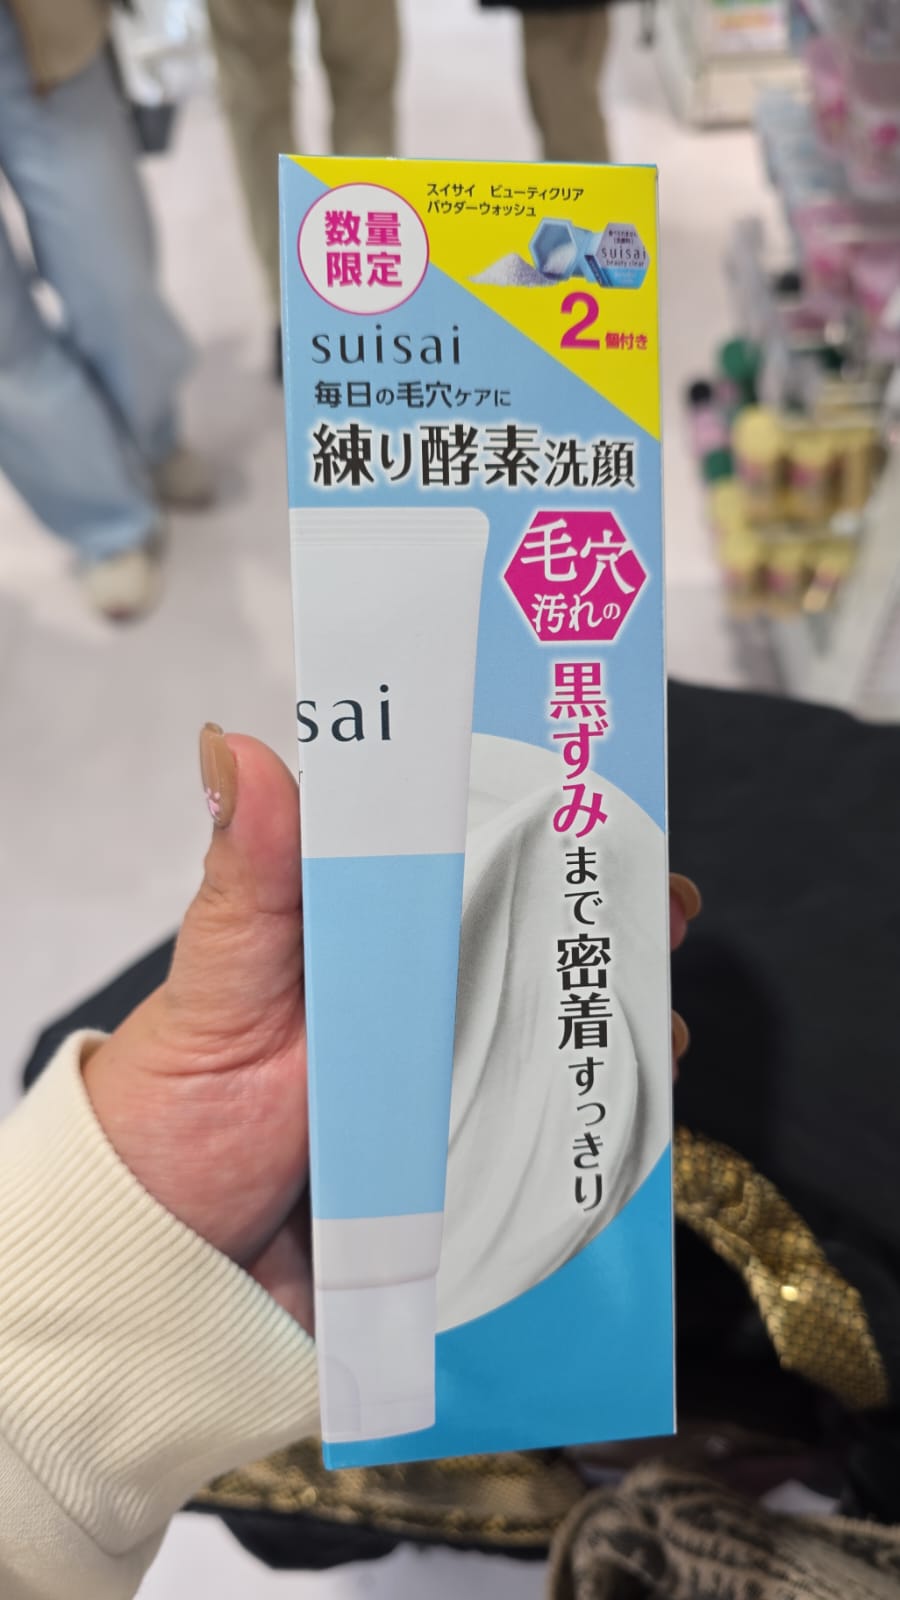 数量
限定
スイサイ ビューティクリア
パウダーウォッシュ
suisai
beauty clear
2個付き
suisai
毎日の毛穴ケアに
練り酵素洗顔
毛穴
汚れの
黒ずみまで密着すっきり
sai